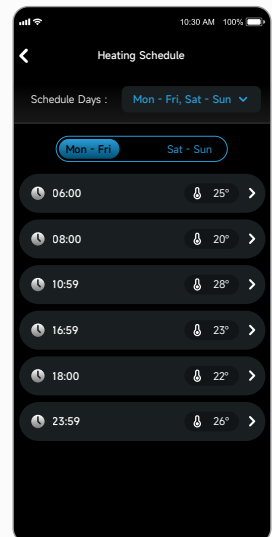 10:30 AM 100%
Heating Schedule
Schedule Days : Mon - Fri, Sat - Sun
Mon - Fri Sat - Sun
06:00 25°
08:00 20°
10:59 28°
16:59 23°
18:00 22°
23:59 26°